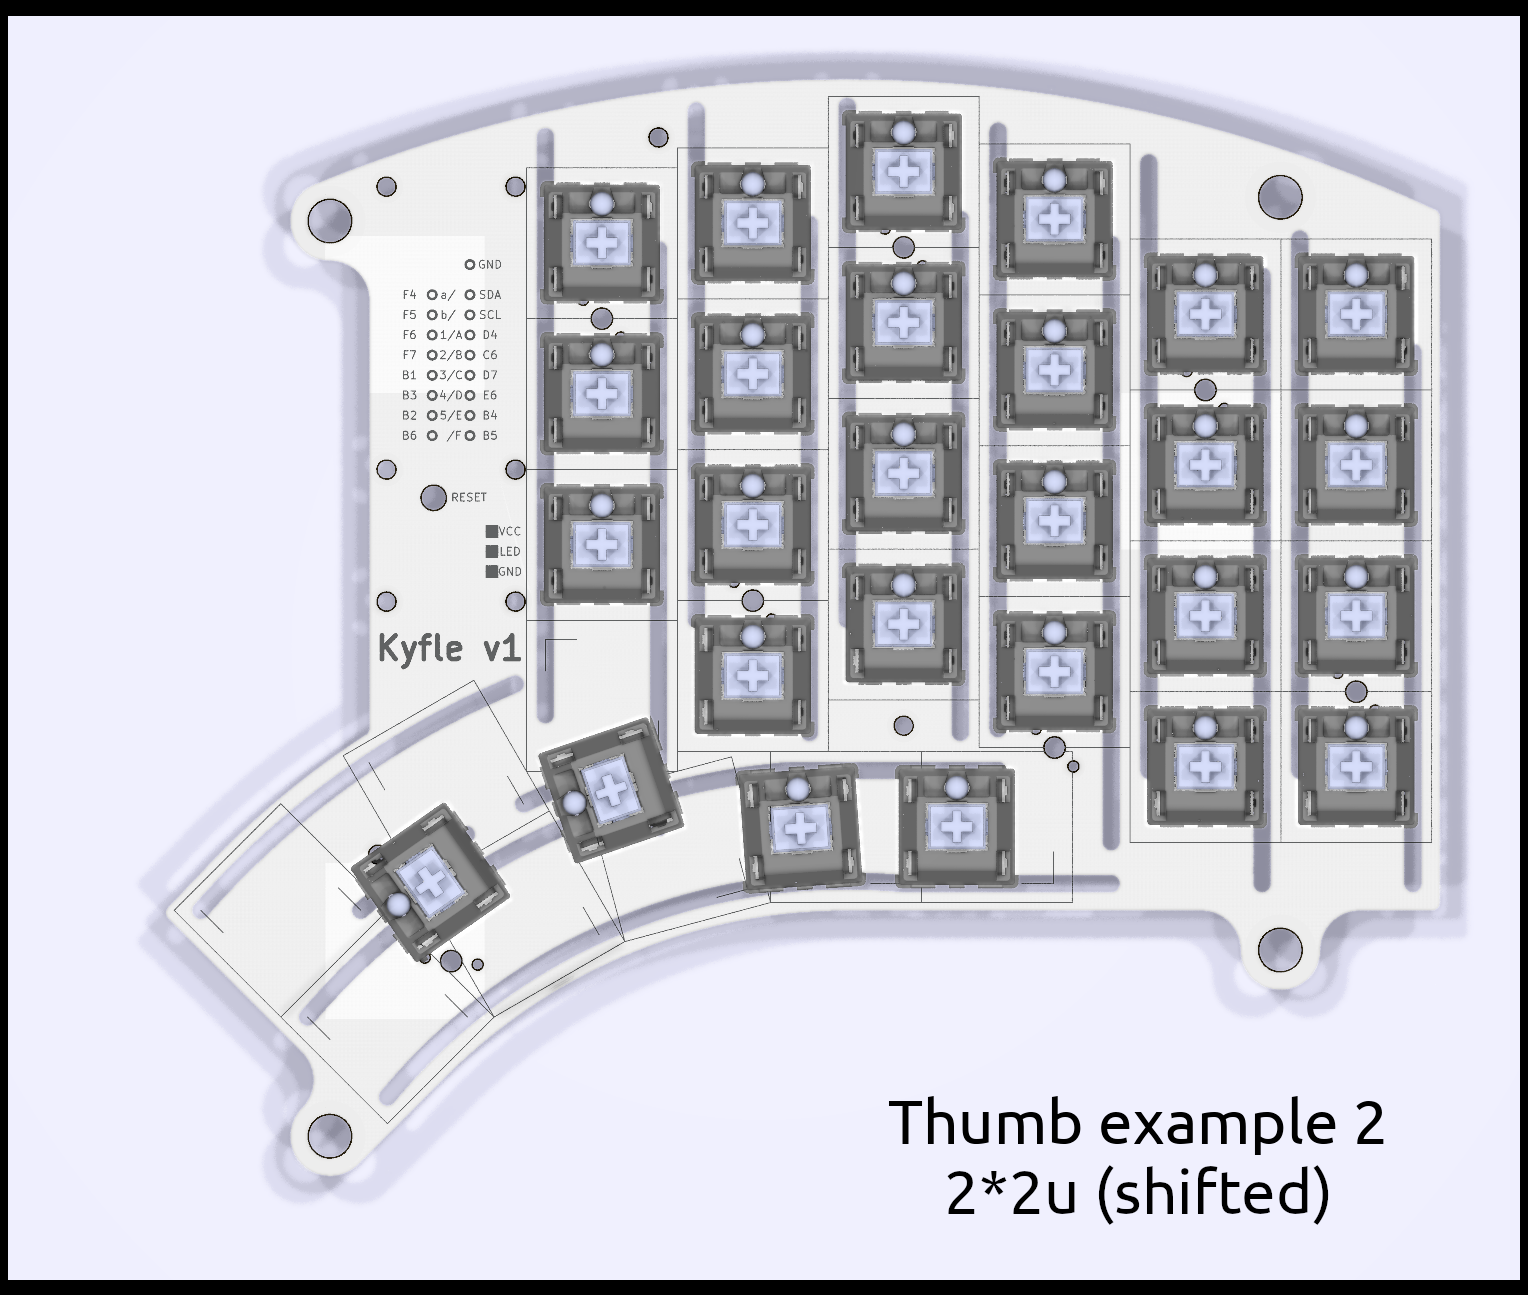 GND
F4 a/ SDA
F5 b/ SCL
F6 1/A D4
F7 2/B C6
B1 3/C D7
B3 4/D E6
B2 5/E B4
B6 /F B5
RESET
VCC
LED
GND
Kyfle v1
Thumb example 2
2*2u (shifted)